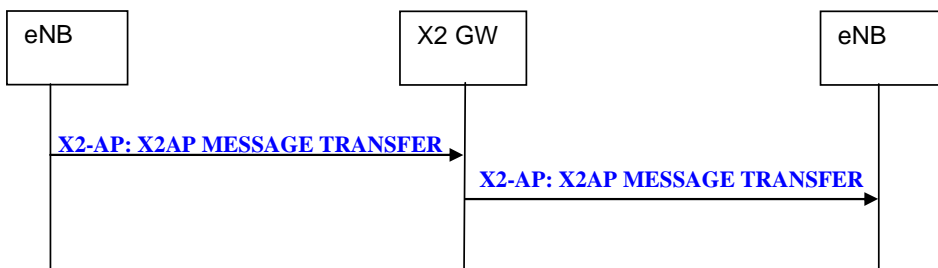 eNB
X2 GW
eNB
X2-AP: X2AP MESSAGE TRANSFER
X2-AP: X2AP MESSAGE TRANSFER